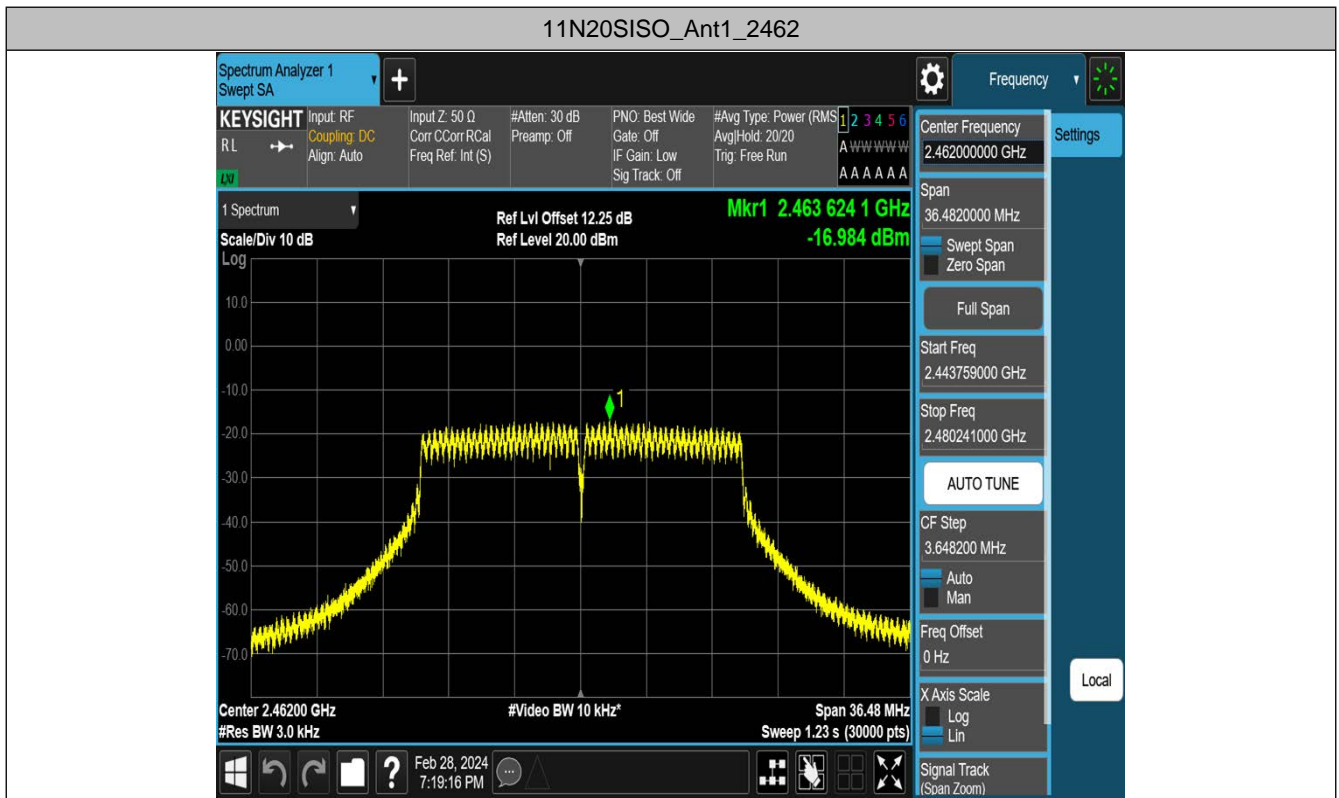 11N20SISO_Ant1_2462
Spectrum Analyzer 1
Swept SA
+
Frequency
KEYSIGHT
RL
LXI
Input: RF
Coupling: DC
Align: Auto
Input Z: 50 Ω
Corr CCorr RCal
Freq Ref: Int (S)
#Atten: 30 dB
Preamp: Off
PNO: Best Wide
Gate: Off
IF Gain: Low
Sig Track: Off
#Avg Type: Power (RMS
Avg|Hold: 20/20
Trig: Free Run
1 2 3 4 5 6
A W W W W W
A A A A A A
Center Frequency
2.462000000 GHz
Settings
Span
36.4820000 MHz
Swept Span
Zero Span
Full Span
Start Freq
2.443759000 GHz
Stop Freq
2.480241000 GHz
AUTO TUNE
CF Step
3.648200 MHz
Auto
Man
Freq Offset
0 Hz
X Axis Scale
Log
Lin
Signal Track
(Span Zoom)
Local
1 Spectrum
Scale/Div 10 dB
Log
Ref Lvl Offset 12.25 dB
Ref Level 20.00 dBm
Mkr1 2.463 624 1 GHz
-16.984 dBm
10.0
0.00
-10.0
-20.0
-30.0
-40.0
-50.0
-60.0
-70.0
1
Center 2.46200 GHz
#Res BW 3.0 kHz
#Video BW 10 kHz*
Span 36.48 MHz
Sweep 1.23 s (30000 pts)
?
Feb 28, 2024
7:19:16 PM